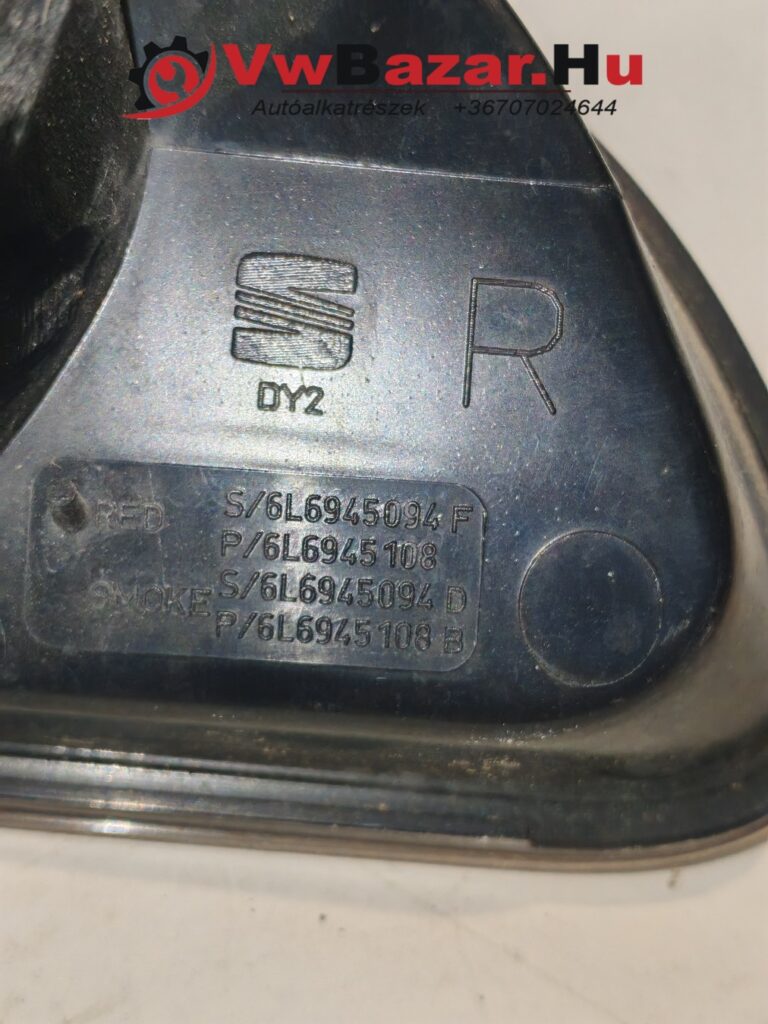 VwBazar.Hu
Autóalkatrészek +36707024644
R
DY2
RED S/6L6945094 F
P/6L6945108
SMOKE S/6L6945094 D
P/6L6945108 B